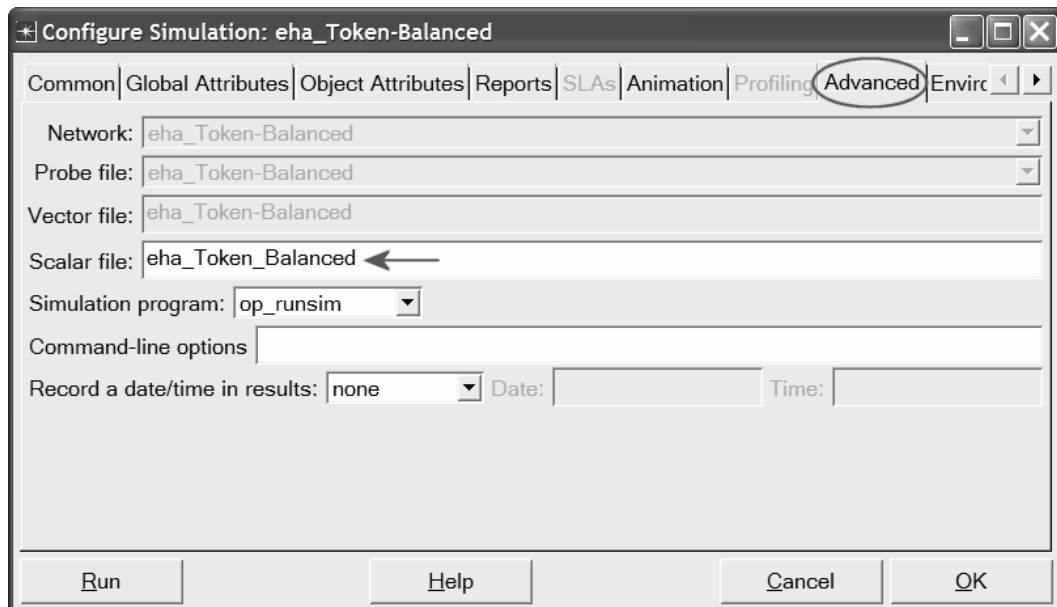 Configure Simulation: eha_Token-Balanced
Common Global Attributes Object Attributes Reports SLAs Animation Profiling Advanced Envirc
Network: eha_Token-Balanced
Probe file: eha_Token-Balanced
Vector file: eha_Token-Balanced
Scalar file: eha_Token_Balanced
Simulation program: op_runsim
Command-line options
Record a date/time in results: none Date: Time:
Run Help Cancel OK